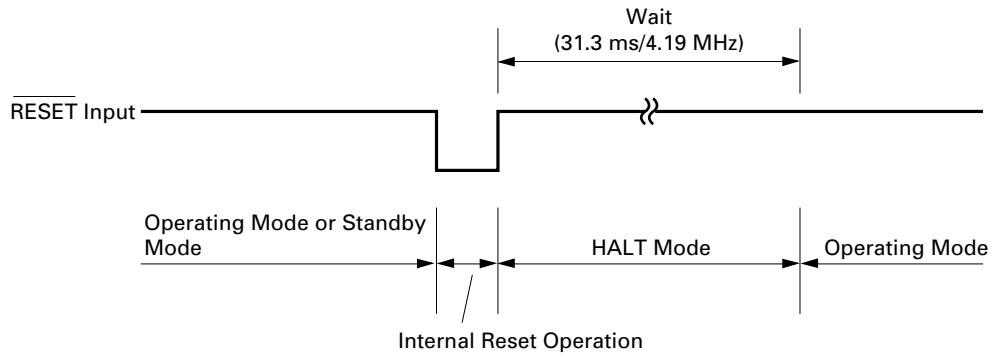 Wait
(31.3 ms/4.19 MHz)
RESET Input
Operating Mode or Standby
Mode
HALT Mode
Operating Mode
Internal Reset Operation